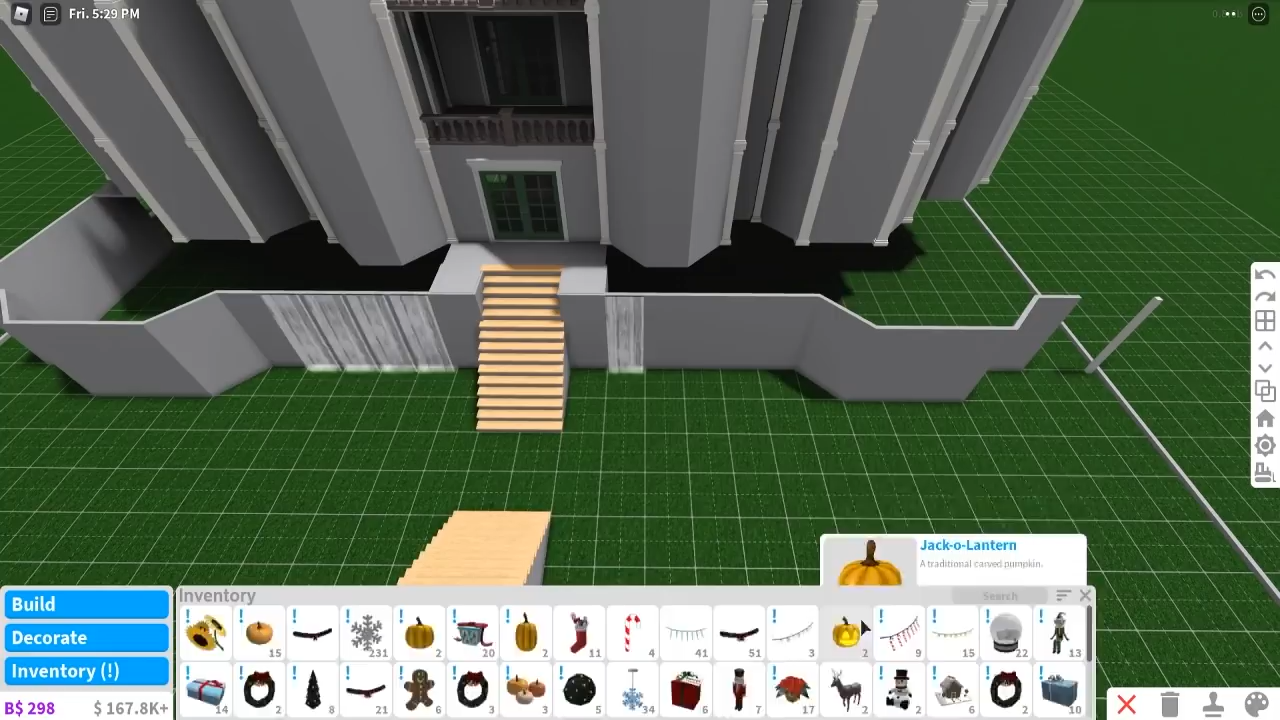 Fri. 5:29 PM
Jack-o-Lantern
A traditional carved pumpkin.
Build
Decorate
Inventory (!)
B$ 298 $ 167.8K+
Inventory
Search
! ! ! ! ! ! ! ! ! ! ! ! !
15 231 2 20 2 11 4 41 51 3 2 9 15 22 13
! ! ! ! ! ! ! ! ! ! ! !
14 2 8 21 6 3 3 5 34 6 7 17 2 2 6 2 10